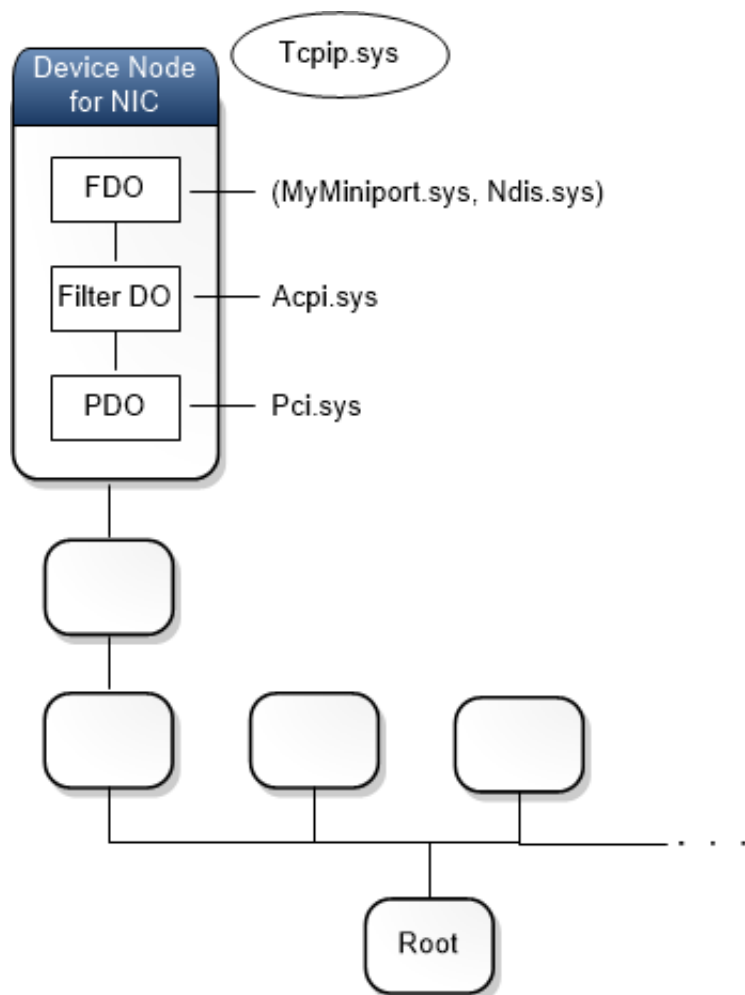 Tcpip.sys
Device Node
for NIC
FDO
(MyMiniport.sys, Ndis.sys)
Filter DO
Acpi.sys
PDO
Pci.sys
. . .
Root